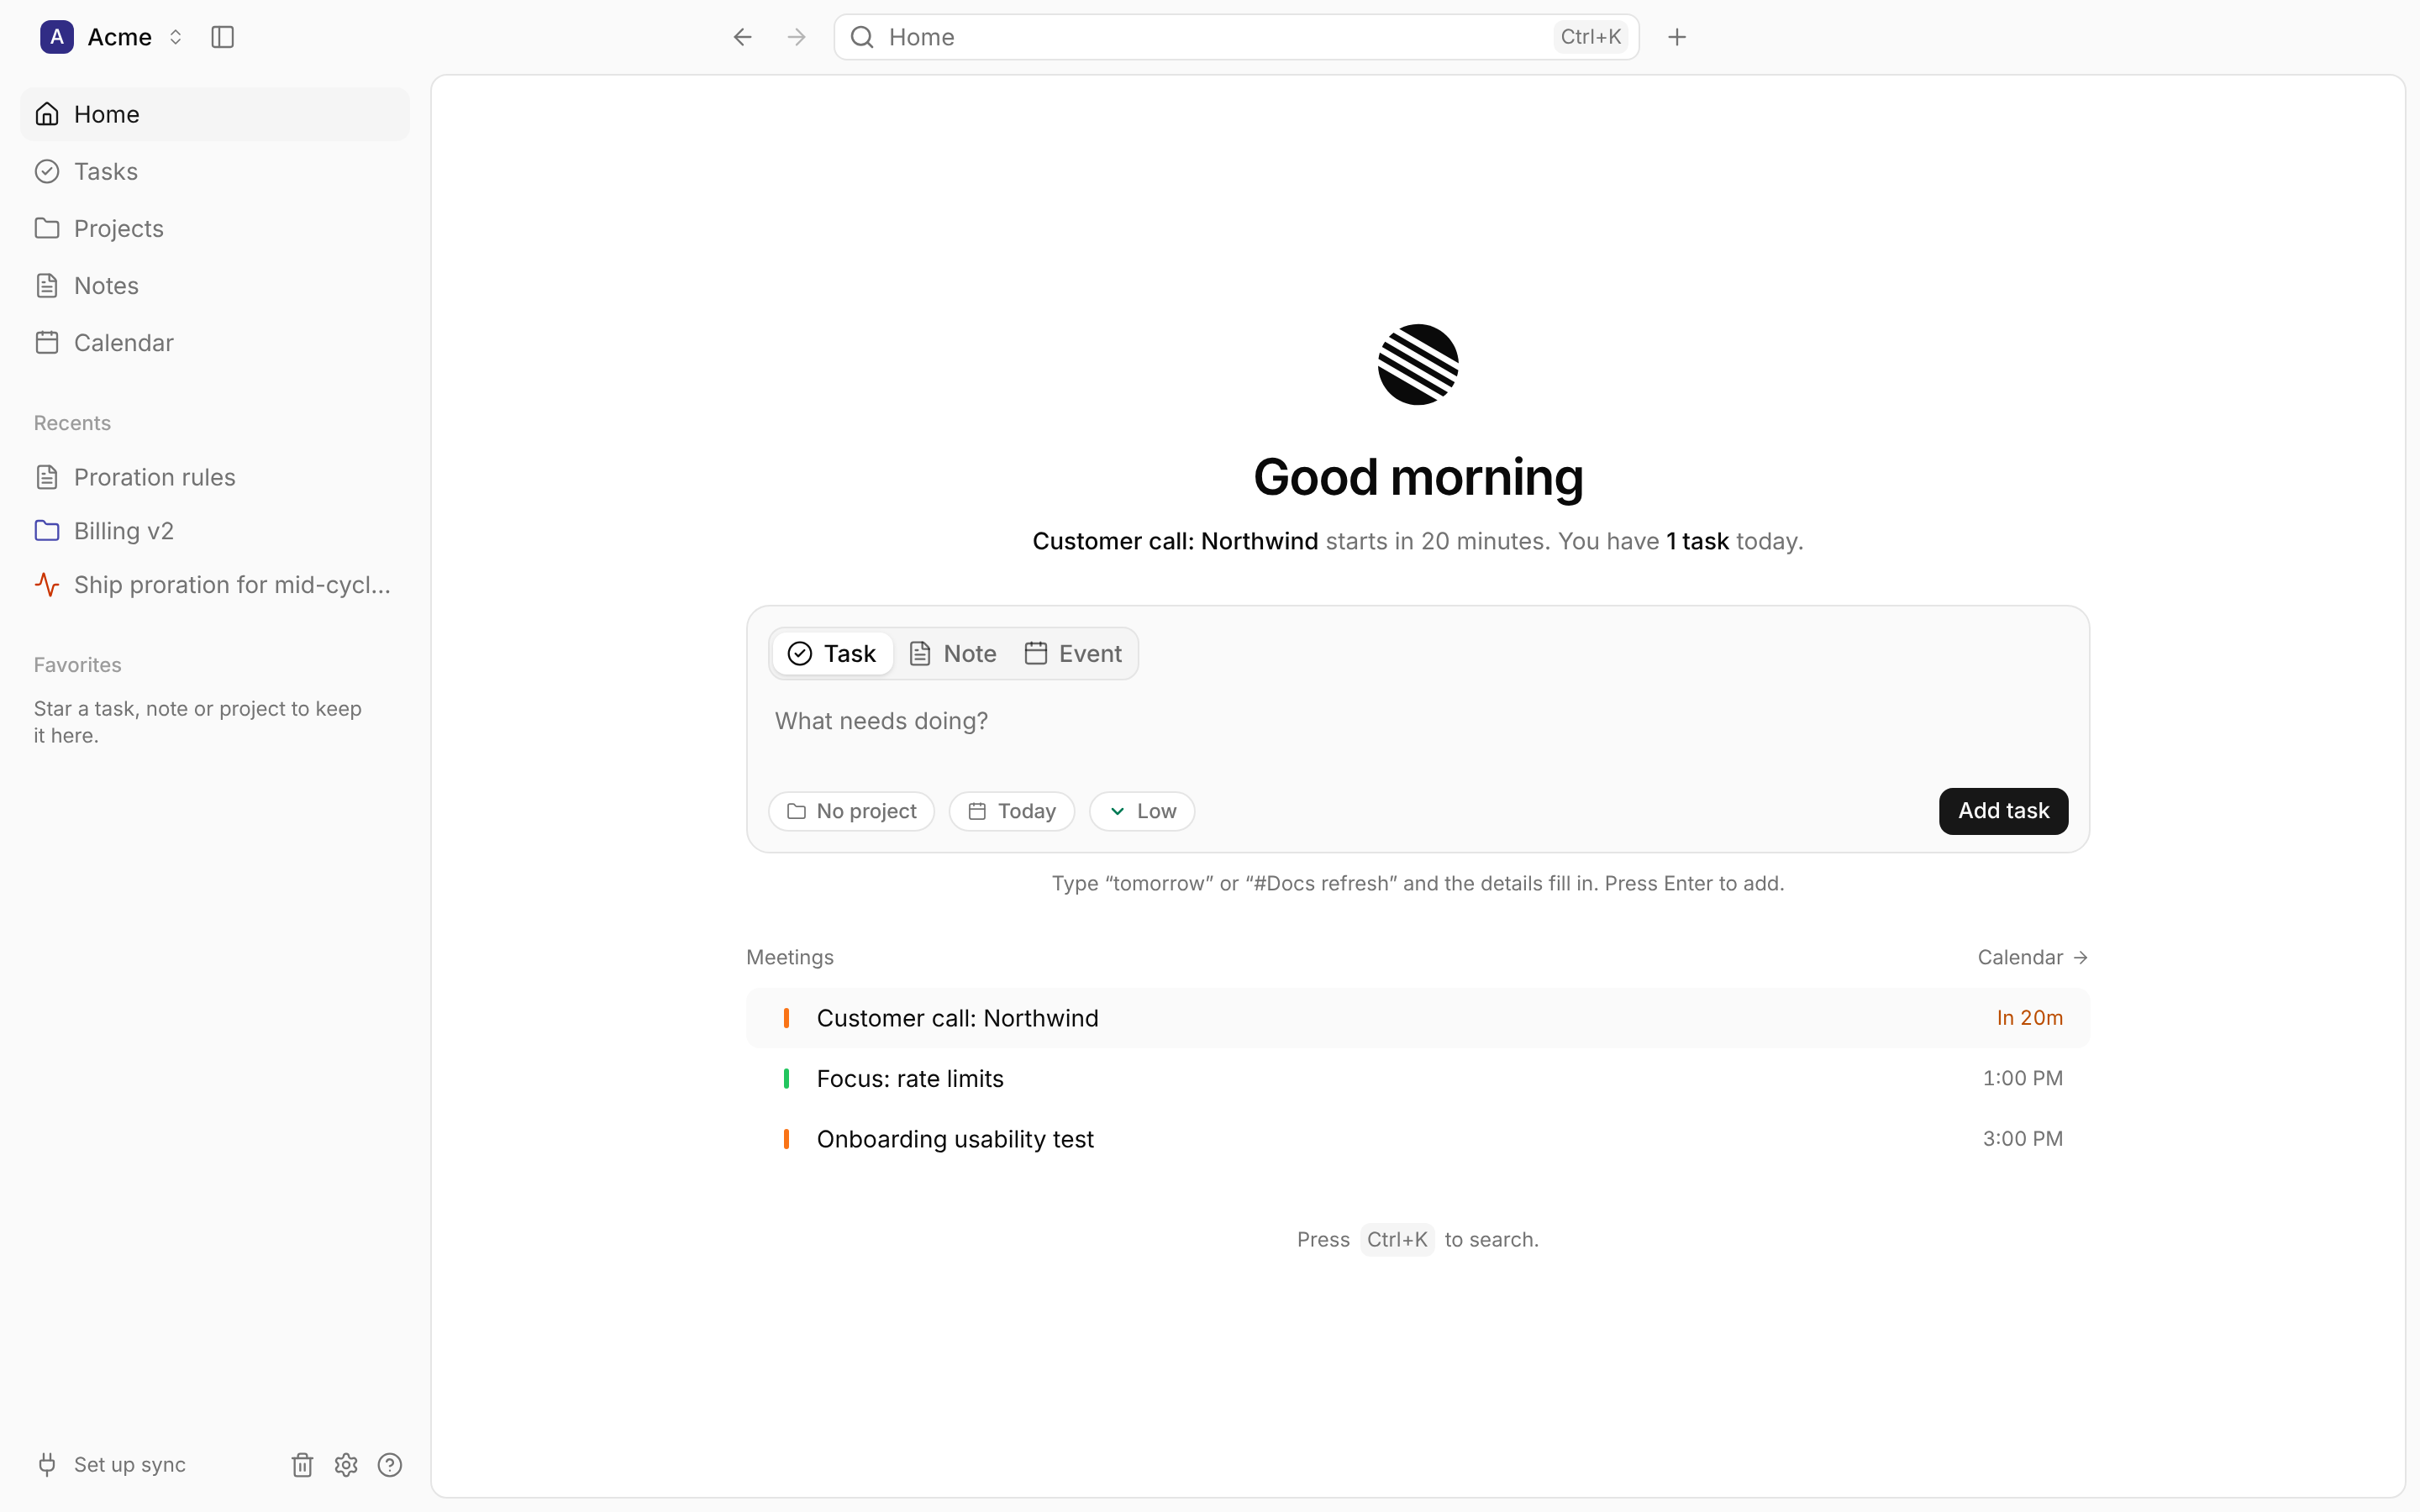 A Acme
Home Ctrl+K
Home
Tasks
Projects
Notes
Calendar
Recents
Proration rules
Billing v2
Ship proration for mid-cycl...
Favorites
Star a task, note or project to keep
it here.
Set up sync
Good morning
Customer call: Northwind starts in 20 minutes. You have 1 task today.
Task Note Event
What needs doing?
No project Today Low Add task
Type “tomorrow” or “#Docs refresh” and the details fill in. Press Enter to add.
Meetings Calendar →
Customer call: Northwind In 20m
Focus: rate limits 1:00 PM
Onboarding usability test 3:00 PM
Press Ctrl+K to search.